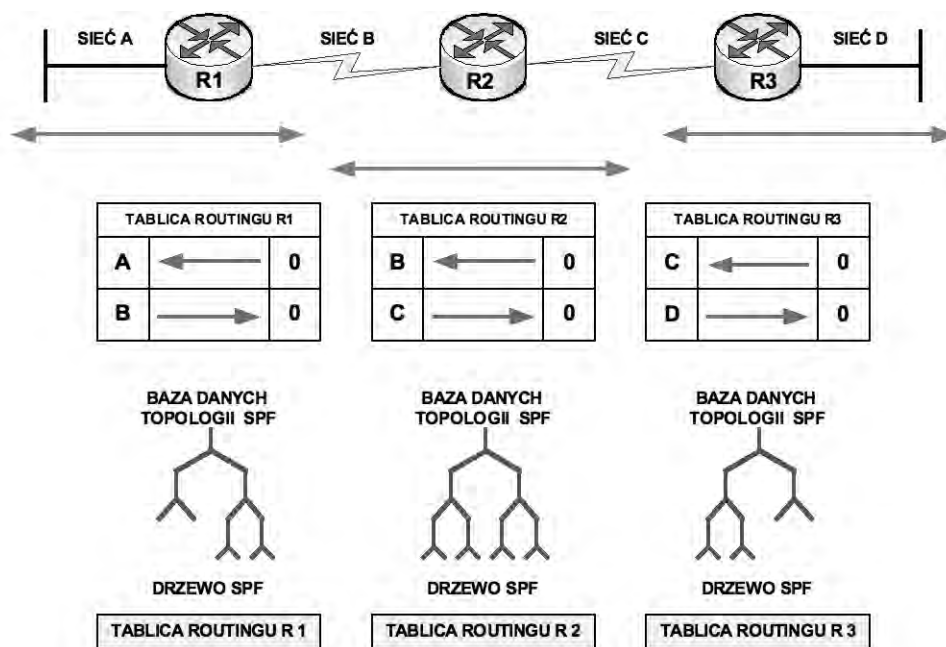 SIEĆ A
SIEĆ B
SIEĆ C
SIEĆ D
R1
R2
R3
TABLICA ROUTINGU R1
A 0
B 0
TABLICA ROUTINGU R2
B 0
C 0
TABLICA ROUTINGU R3
C 0
D 0
BAZA DANYCH
TOPOLOGII SPF
BAZA DANYCH
TOPOLOGII SPF
BAZA DANYCH
TOPOLOGII SPF
DRZEWO SPF
DRZEWO SPF
DRZEWO SPF
TABLICA ROUTINGU R 1
TABLICA ROUTINGU R 2
TABLICA ROUTINGU R 3